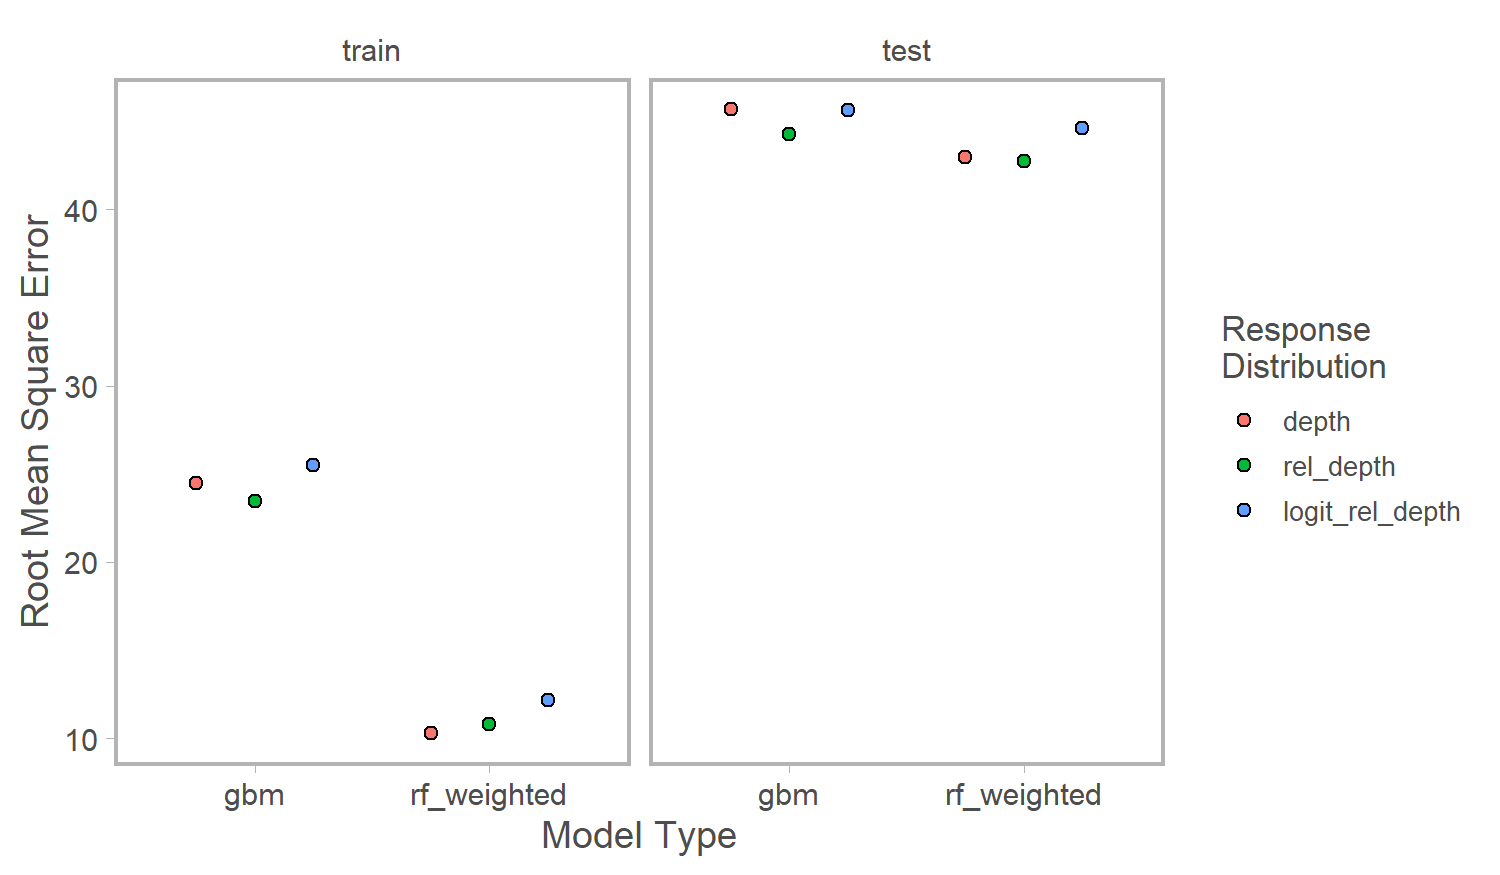 train
test
Root Mean Square Error
40
30
20
10
gbm
rf_weighted
gbm
rf_weighted
Model Type
Response
Distribution
depth
rel_depth
logit_rel_depth